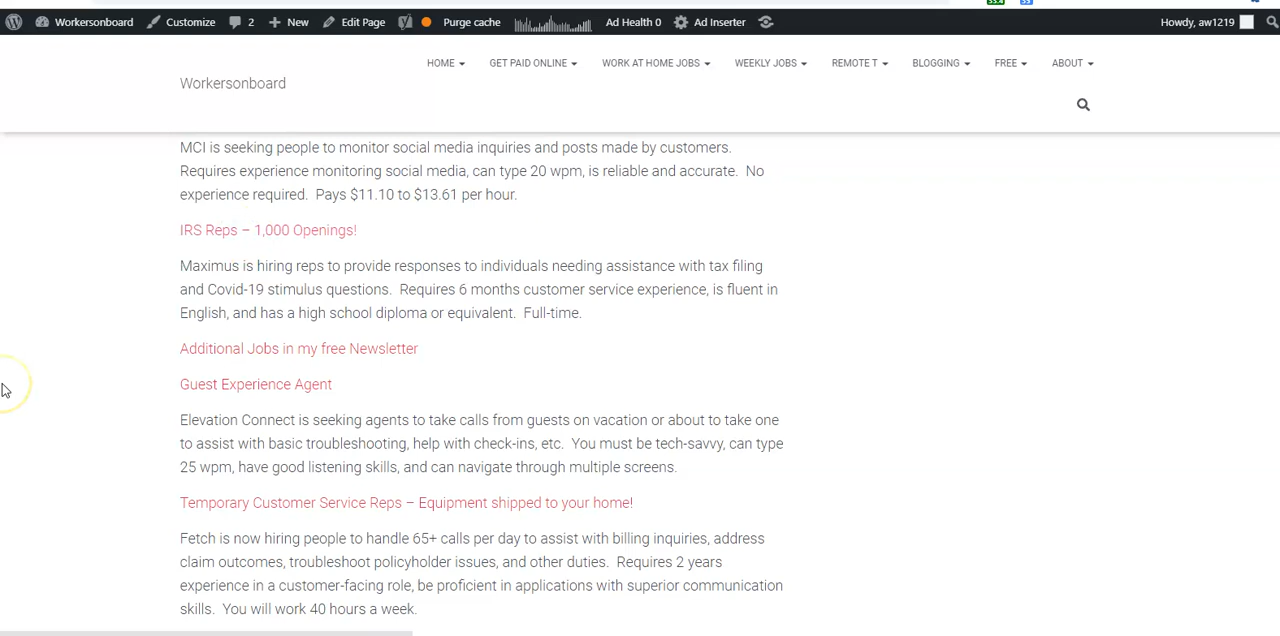 Workersonboard Customize 2 New Edit Page Purge cache Ad Health 0 Ad Inserter Howdy, aw1219
HOME GET PAID ONLINE WORK AT HOME JOBS WEEKLY JOBS REMOTE T BLOGGING FREE ABOUT
Workersonboard
MCI is seeking people to monitor social media inquiries and posts made by customers.
Requires experience monitoring social media, can type 20 wpm, is reliable and accurate. No
experience required. Pays $11.10 to $13.61 per hour.
IRS Reps – 1,000 Openings!
Maximus is hiring reps to provide responses to individuals needing assistance with tax filing
and Covid-19 stimulus questions. Requires 6 months customer service experience, is fluent in
English, and has a high school diploma or equivalent. Full-time.
Additional Jobs in my free Newsletter
Guest Experience Agent
Elevation Connect is seeking agents to take calls from guests on vacation or about to take one
to assist with basic troubleshooting, help with check-ins, etc. You must be tech-savvy, can type
25 wpm, have good listening skills, and can navigate through multiple screens.
Temporary Customer Service Reps – Equipment shipped to your home!
Fetch is now hiring people to handle 65+ calls per day to assist with billing inquiries, address
claim outcomes, troubleshoot policyholder issues, and other duties. Requires 2 years
experience in a customer-facing role, be proficient in applications with superior communication
skills. You will work 40 hours a week.